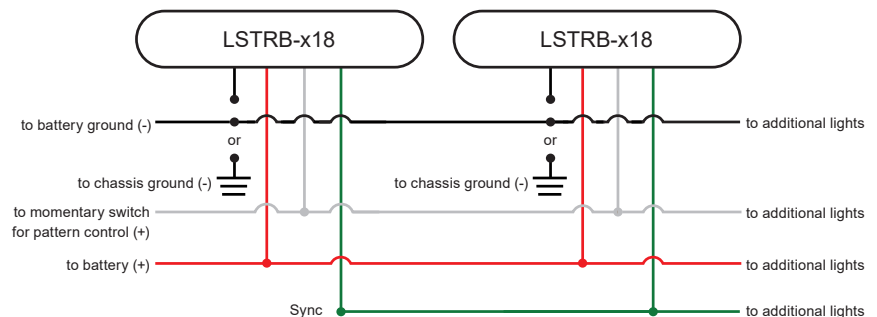 LSTRB-x18
LSTRB-x18
to battery ground (-)
to additional lights
or
or
to chassis ground (-)
to chassis ground (-)
to momentary switch
for pattern control (+)
to additional lights
to battery (+)
to additional lights
Sync
to additional lights